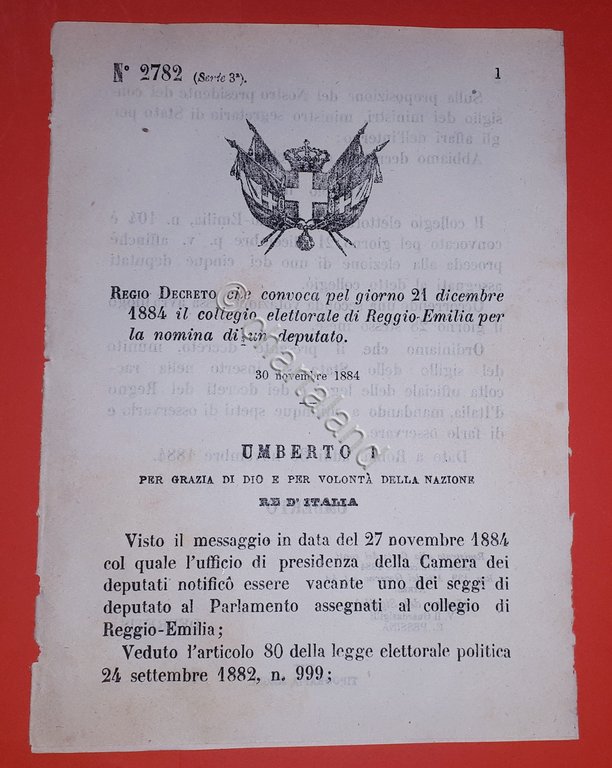 N° 2782 (Serie 3ª). 1
REGIO DECRETO che convoca pel giorno 21 dicembre
1884 il collegio elettorale di Reggio-Emilia per
la nomina di un deputato.
30 novembre 1884
UMBERTO I
PER GRAZIA DI DIO E PER VOLONTÀ DELLA NAZIONE
RE D'ITALIA
Visto il messaggio in data del 27 novembre 1884
col quale l'ufficio di presidenza della Camera dei
deputati notificò essere vacante uno dei seggi di
deputato al Parlamento assegnati al collegio di
Reggio-Emilia;
Veduto l'articolo 80 della legge elettorale politica
24 settembre 1882, n. 999;
© chartaland